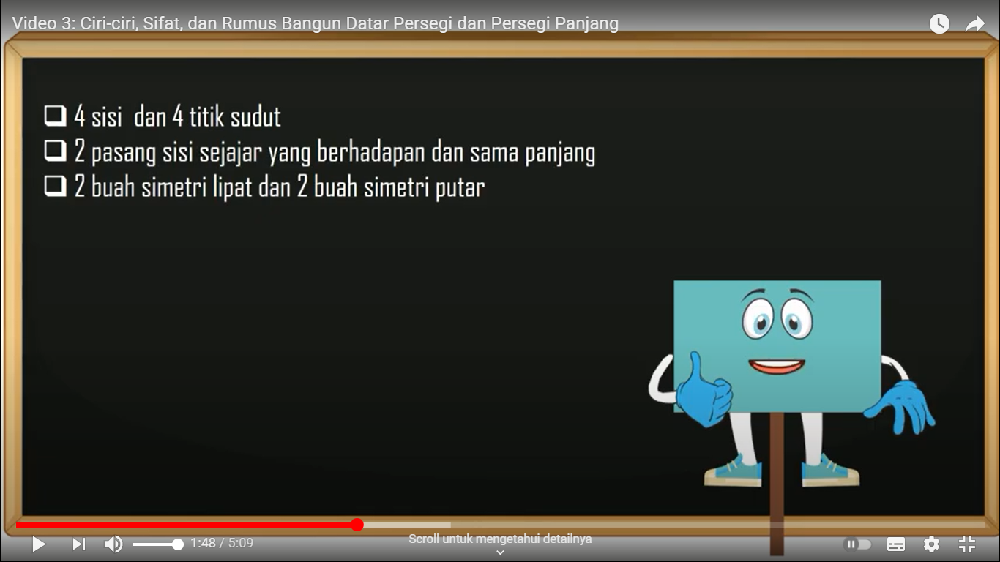 Video 3: Ciri-ciri, Sifat, dan Rumus Bangun Datar Persegi dan Persegi Panjang
4 sisi dan 4 titik sudut
2 pasang sisi sejajar yang berhadapan dan sama panjang
2 buah simetri lipat dan 2 buah simetri putar
1:48 / 5:09
Scroll untuk mengetahui detailnya